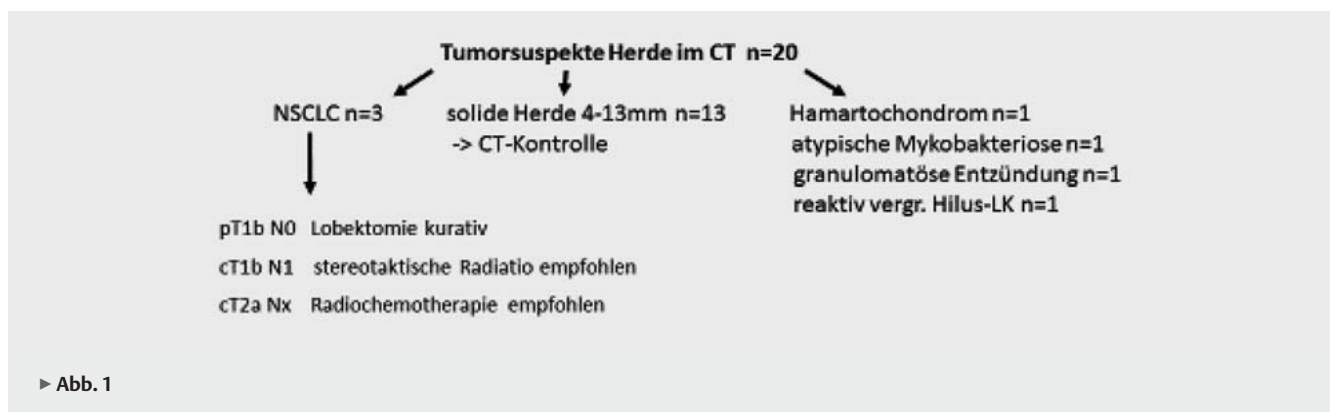 Tumorsuspekte Herde im CT n=20
NSCLC n=3
solide Herde 4-13mm n=13
-> CT-Kontrolle
Hamartochondrom n=1
atypische Mykobakteriose n=1
granulomatöse Entzündung n=1
reaktiv vergr. Hilus-LK n=1
pT1b N0 Lobektomie kurativ
cT1b N1 stereotaktische Radiatio empfohlen
cT2a Nx Radiochemotherapie empfohlen
► Abb. 1